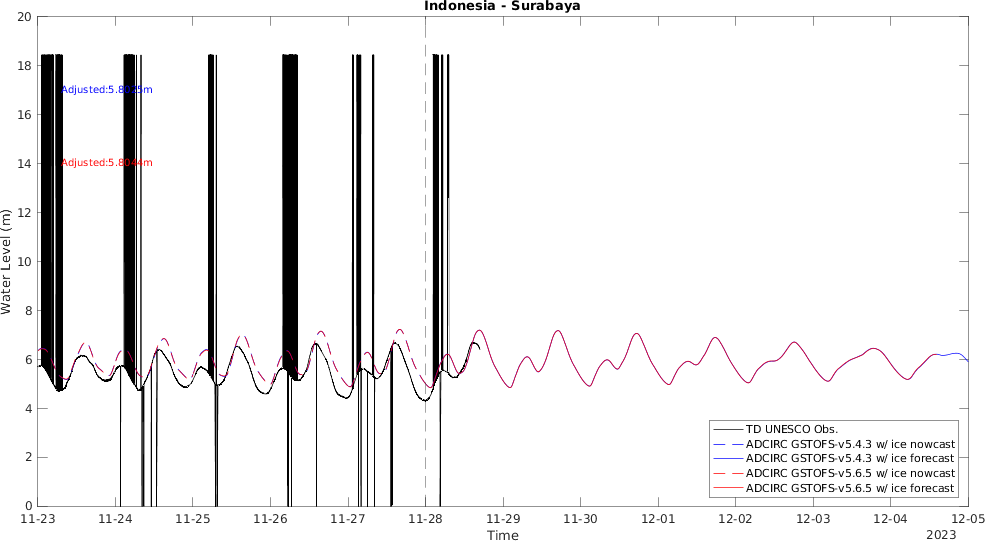 Indonesia - Surabaya
20
18
16
14
12
10
8
6
4
2
0
Water Level (m)
Adjusted:5.8
Adjusted:5.8
TD UNESCO Obs.
ADCIRC GSTOFS-v5.4.3 w/ ice nowcast
ADCIRC GSTOFS-v5.4.3 w/ ice forecast
ADCIRC GSTOFS-v5.6.5 w/ ice nowcast
ADCIRC GSTOFS-v5.6.5 w/ ice forecast
11-23 11-24 11-25 11-26 11-27 11-28 11-29 11-30 12-01 12-02 12-03 12-04 12-05
Time
2023